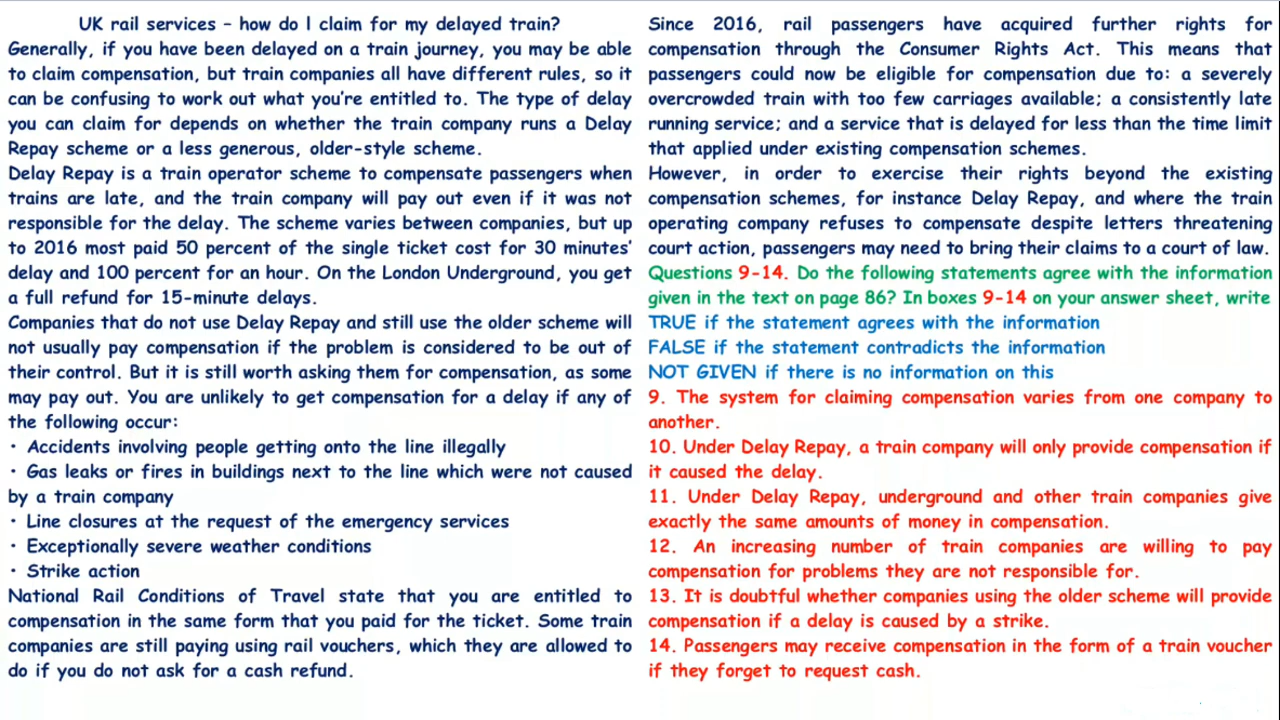 UK rail services – how do I claim for my delayed train?
Generally, if you have been delayed on a train journey, you may be able
to claim compensation, but train companies all have different rules, so it
can be confusing to work out what you're entitled to. The type of delay
you can claim for depends on whether the train company runs a Delay
Repay scheme or a less generous, older-style scheme.
Delay Repay is a train operator scheme to compensate passengers when
trains are late, and the train company will pay out even if it was not
responsible for the delay. The scheme varies between companies, but up
to 2016 most paid 50 percent of the single ticket cost for 30 minutes'
delay and 100 percent for an hour. On the London Underground, you get
a full refund for 15-minute delays.
Companies that do not use Delay Repay and still use the older scheme will
not usually pay compensation if the problem is considered to be out of
their control. But it is still worth asking them for compensation, as some
may pay out. You are unlikely to get compensation for a delay if any of
the following occur:
• Accidents involving people getting onto the line illegally
• Gas leaks or fires in buildings next to the line which were not caused
by a train company
• Line closures at the request of the emergency services
• Exceptionally severe weather conditions
• Strike action
National Rail Conditions of Travel state that you are entitled to
compensation in the same form that you paid for the ticket. Some train
companies are still paying using rail vouchers, which they are allowed to
do if you do not ask for a cash refund.
Since 2016, rail passengers have acquired further rights for
compensation through the Consumer Rights Act. This means that
passengers could now be eligible for compensation due to: a severely
overcrowded train with too few carriages available; a consistently late
running service; and a service that is delayed for less than the time limit
that applied under existing compensation schemes.
However, in order to exercise their rights beyond the existing
compensation schemes, for instance Delay Repay, and where the train
operating company refuses to compensate despite letters threatening
court action, passengers may need to bring their claims to a court of law.
Questions 9-14. Do the following statements agree with the information
given in the text on page 86? In boxes 9-14 on your answer sheet, write
TRUE if the statement agrees with the information
FALSE if the statement contradicts the information
NOT GIVEN if there is no information on this
9. The system for claiming compensation varies from one company to
another.
10. Under Delay Repay, a train company will only provide compensation if
it caused the delay.
11. Under Delay Repay, underground and other train companies give
exactly the same amounts of money in compensation.
12. An increasing number of train companies are willing to pay
compensation for problems they are not responsible for.
13. It is doubtful whether companies using the older scheme will provide
compensation if a delay is caused by a strike.
14. Passengers may receive compensation in the form of a train voucher
if they forget to request cash.